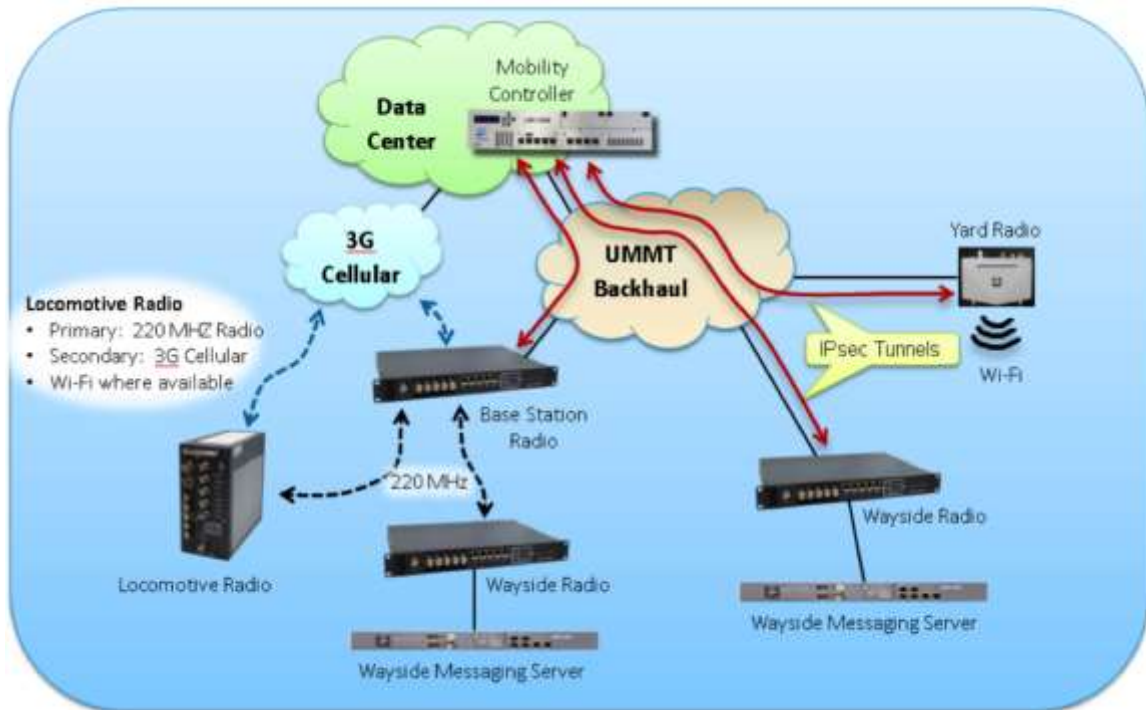 Mobility
Controller
Data
Center
3G
Cellular
UMMT
Backhaul
Yard Radio
Locomotive Radio
• Primary: 220 MHZ Radio
• Secondary: 3G Cellular
• Wi-Fi where available
IPsec Tunnels
Wi-Fi
Base Station
Radio
220 MHz
Wayside Radio
Locomotive Radio
Wayside Radio
Wayside Messaging Server
Wayside Messaging Server